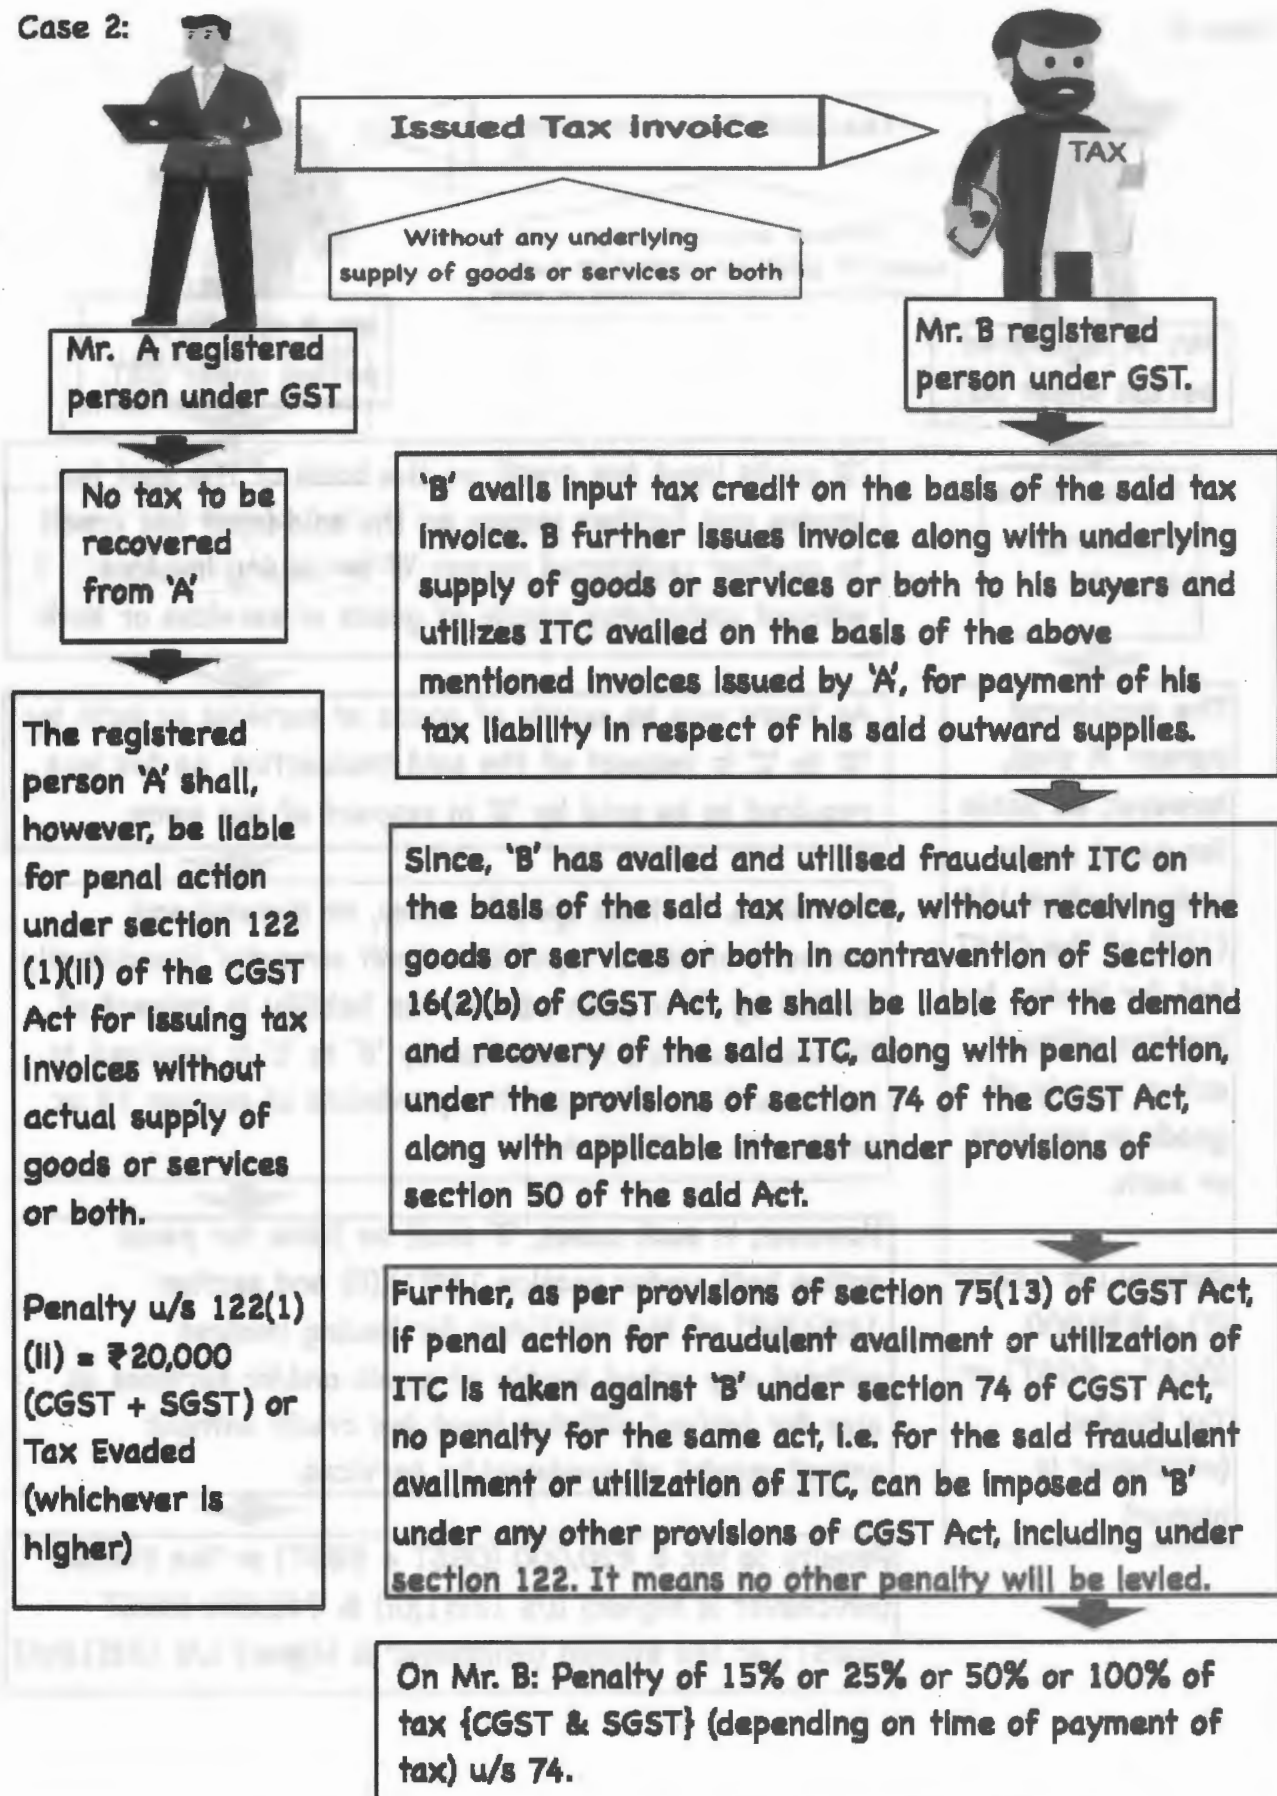 Case 2:
Issued Tax invoice
TAX
Without any underlying
supply of goods or services or both
Mr. A registered
person under GST
Mr. B registered
person under GST.
No tax to be
recovered
from 'A'
The registered
person 'A' shall,
however, be liable
for penal action
under section 122
(1)(ii) of the CGST
Act for issuing tax
invoices without
actual supply of
goods or services
or both.
Penalty u/s 122(1)
(ii) = ₹20,000
(CGST + SGST) or
Tax Evaded
(whichever is
higher)
'B' avails input tax credit on the basis of the said tax
invoice. B further issues invoice along with underlying
supply of goods or services or both to his buyers and
utilizes ITC availed on the basis of the above
mentioned invoices issued by 'A', for payment of his
tax liability in respect of his said outward supplies.
Since, 'B' has availed and utilised fraudulent ITC on
the basis of the said tax invoice, without receiving the
goods or services or both in contravention of Section
16(2)(b) of CGST Act, he shall be liable for the demand
and recovery of the said ITC, along with penal action,
under the provisions of section 74 of the CGST Act,
along with applicable interest under provisions of
section 50 of the said Act.
Further, as per provisions of section 75(13) of CGST Act,
if penal action for fraudulent availment or utilization of
ITC is taken against 'B' under section 74 of CGST Act,
no penalty for the same act, i.e. for the said fraudulent
availment or utilization of ITC, can be imposed on 'B'
under any other provisions of CGST Act, including under
section 122. It means no other penalty will be levied.
On Mr. B: Penalty of 15% or 25% or 50% or 100% of
tax {CGST & SGST} (depending on time of payment of
tax) u/s 74.